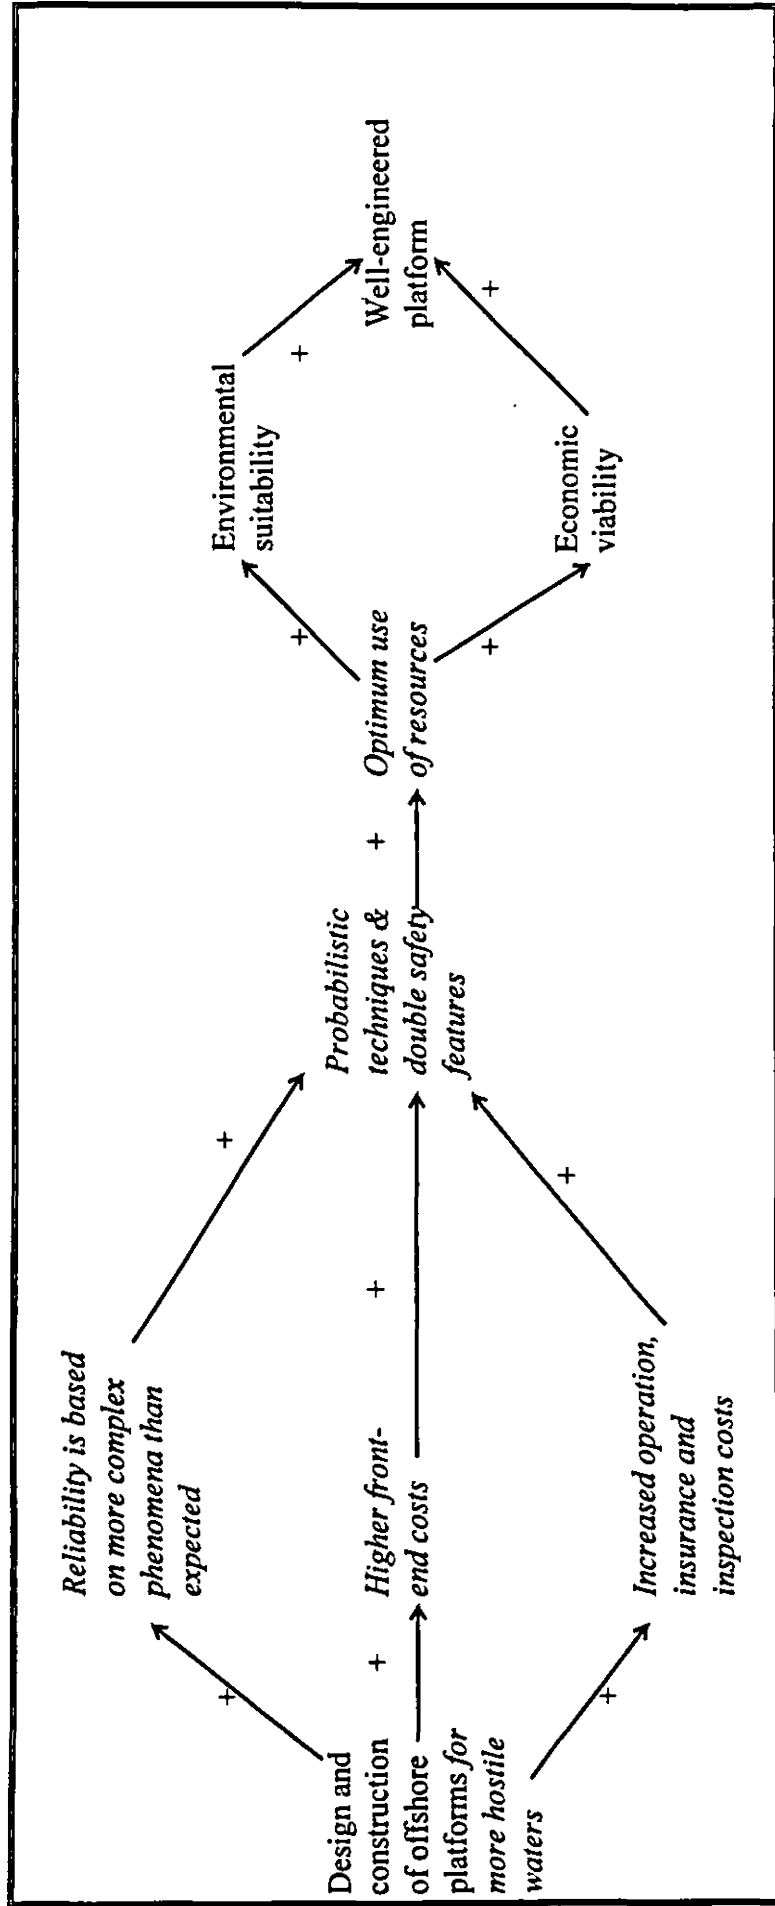 Design and
construction
of offshore
platforms for
more hostile
waters
+
+
+
Reliability is based
on more complex
phenomena than
expected
Higher front-
end costs
Increased operation,
insurance and
inspection costs
+
+
+
Probabilistic
techniques &
double safety
features
+
Optimum use
of resources
+
+
Environmental
suitability
Economic
viability
+
+
Well-engineered
platform